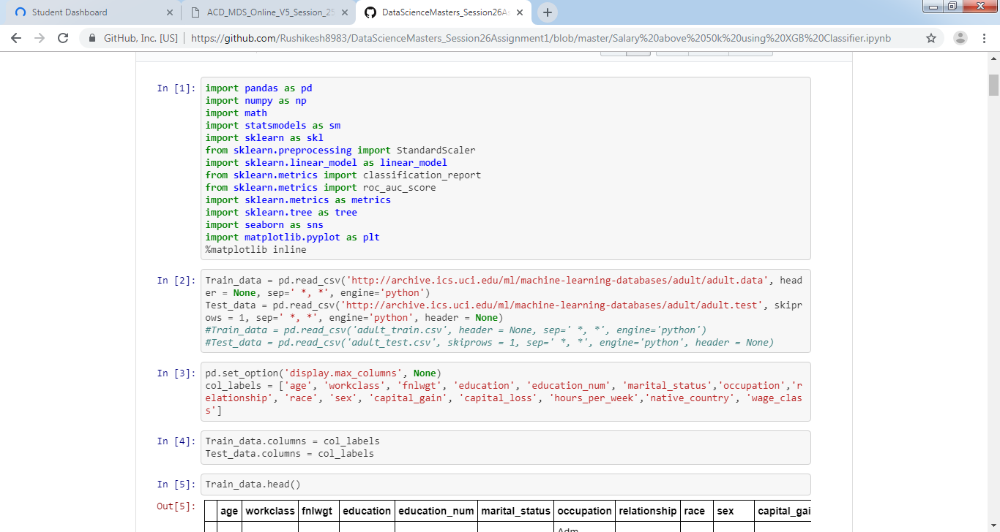 Student Dashboard
ACD_MDS_Online_V5_Session_25
DataScienceMasters_Session26As
GitHub, Inc. [US]
https://github.com/Rushikesh8983/DataScienceMasters_Session26Assignment1/blob/master/Salary%20above%2050k%20using%20XGB%20Classifier.ipynb
In [1]:
import pandas as pd
import numpy as np
import math
import statsmodels as sm
import sklearn as skl
from sklearn.preprocessing import StandardScaler
import sklearn.linear_model as linear_model
from sklearn.metrics import classification_report
from sklearn.metrics import roc_auc_score
import sklearn.metrics as metrics
import sklearn.tree as tree
import seaborn as sns
import matplotlib.pyplot as plt
%matplotlib inline
In [2]:
Train_data = pd.read_csv('http://archive.ics.uci.edu/ml/machine-learning-databases/adult/adult.data', head
er = None, sep=' *, *', engine='python')
Test_data = pd.read_csv('http://archive.ics.uci.edu/ml/machine-learning-databases/adult/adult.test', skipr
ows = 1, sep=' *, *', engine='python', header = None)
#Train_data = pd.read_csv('adult_train.csv', header = None, sep=' *, *', engine='python')
#Test_data = pd.read_csv('adult_test.csv', skiprows = 1, sep=' *, *', engine='python', header = None)
In [3]:
pd.set_option('display.max_columns', None)
col_labels = ['age', 'workclass', 'fnlwgt', 'education', 'education_num', 'marital_status','occupation','r
elationship', 'race', 'sex', 'capital_gain', 'capital_loss', 'hours_per_week','native_country', 'wage_clas
s']
In [4]:
Train_data.columns = col_labels
Test_data.columns = col_labels
In [5]:
Train_data.head()
Out[5]:
age workclass fnlwgt education education_num marital_status occupation relationship race sex capital_gai
Adm